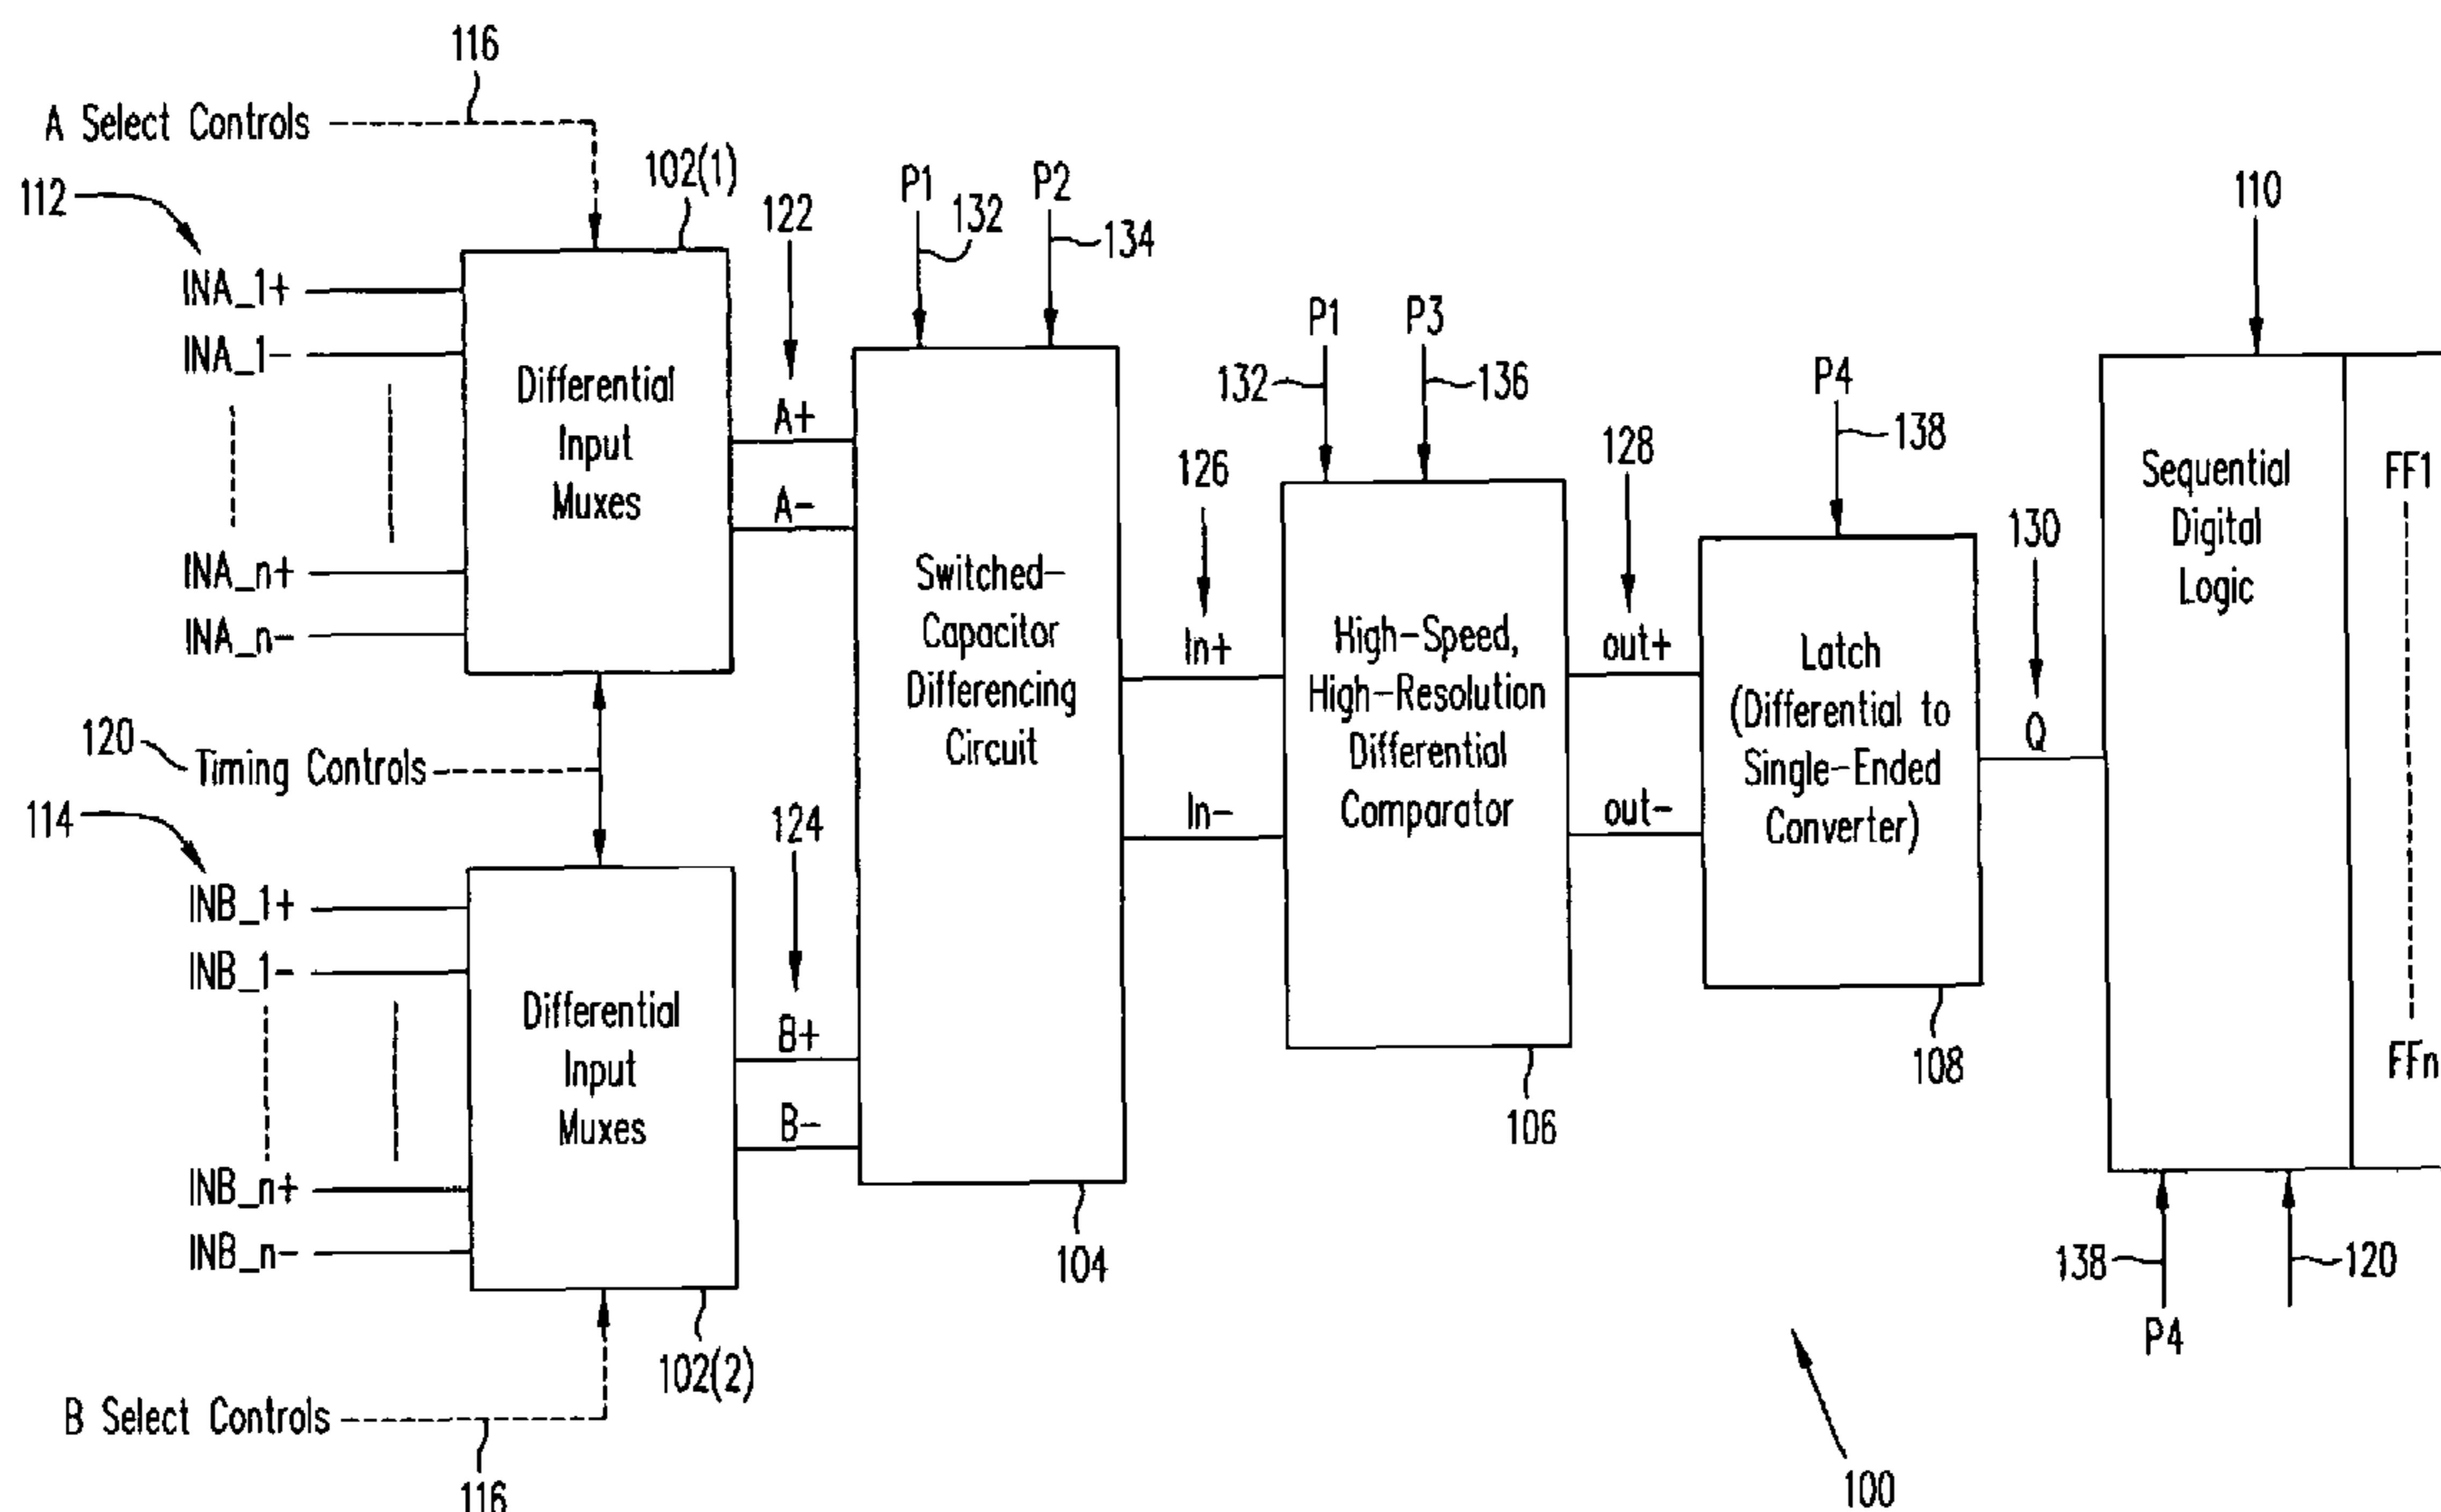 116
A Select Controls
102(1)
112
INA_1+
INA_1-
INA_n+
INA_n-
Differential
Input
Muxes
122
A+
A-
P1
132
P2
134
120
Timing Controls
114
INB_1+
INB_1-
INB_n+
INB_n-
Differential
Input
Muxes
124
B+
B-
102(2)
B Select Controls
116
Switched-
Capacitor
Differencing
Circuit
104
126
In+
In-
P1
132
P3
136
High-Speed,
High-Resolution
Differential
Comparator
106
128
out+
out-
P4
138
Latch
(Differential to
Single-Ended
Converter)
108
130
Q
110
Sequential
Digital
Logic
FF1
FFn
138
P4
120
100